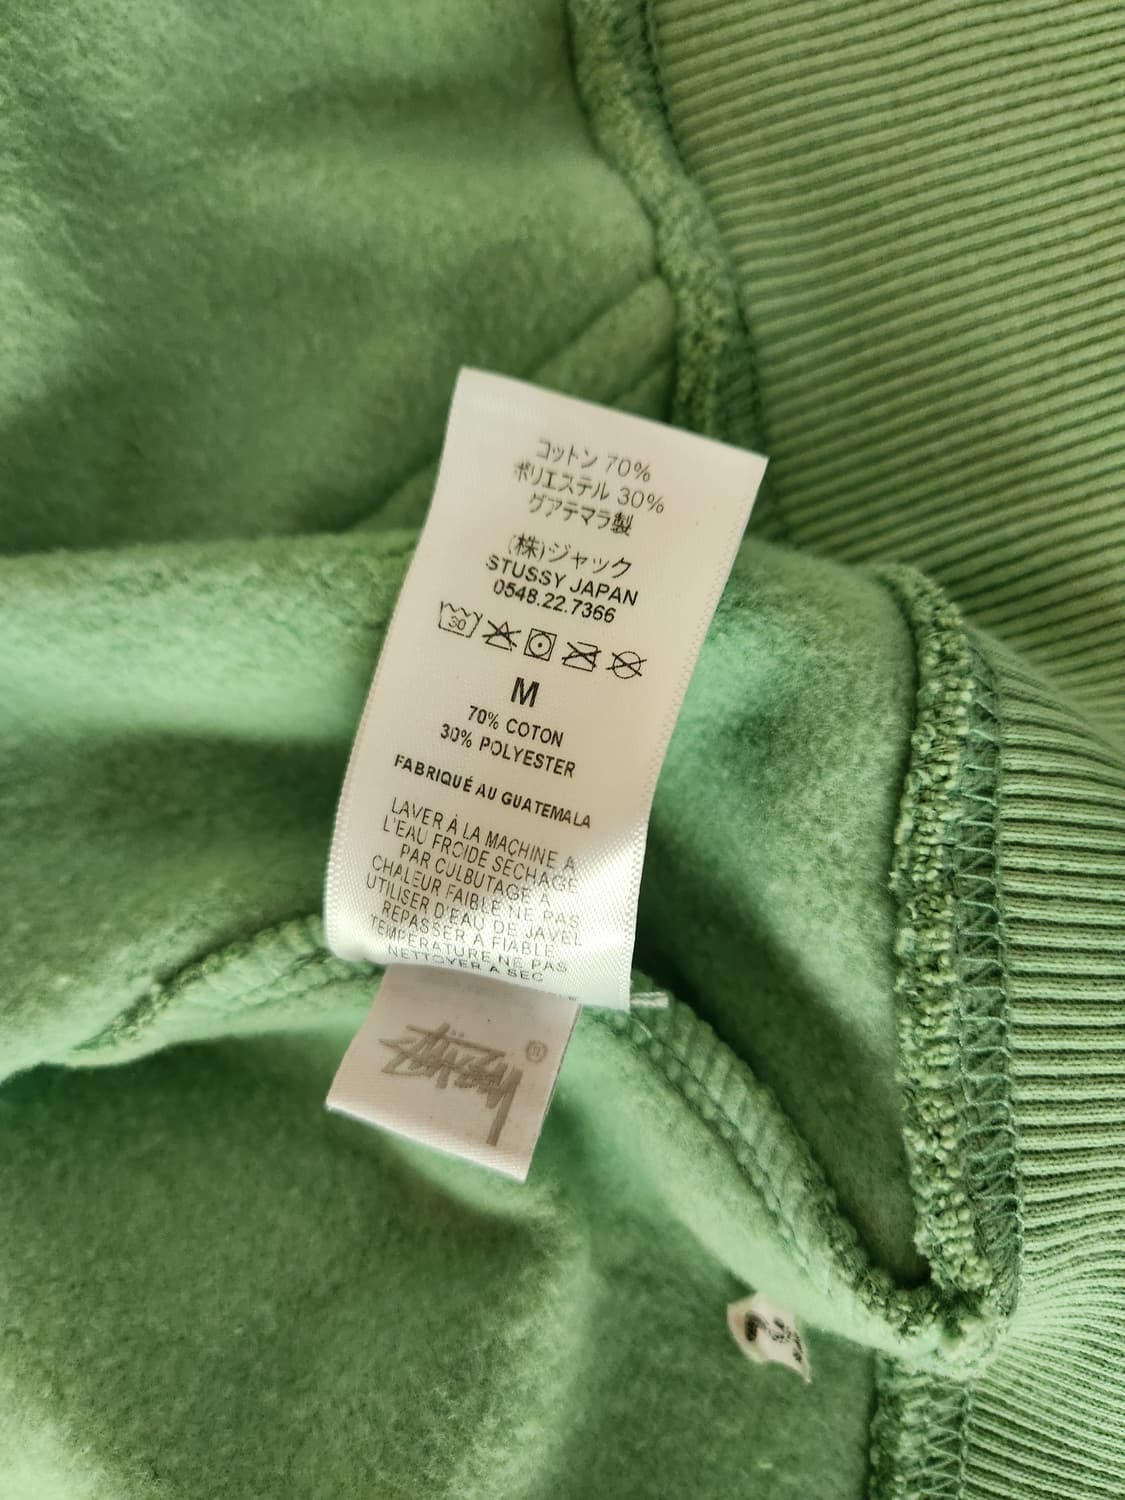 コットン 70%
ポリエステル 30%
グアテマラ製
(株)ジャック
STUSSY JAPAN
0548.22.7366
30
M
70% COTON
30% POLYESTER
FABRIQUÉ AU GUATEMALA
LAVER À LA MACHINE A
L'EAU FROIDE SÉCHAGE
PAR CULBUTAGE À
CHALEUR FAIBLE NE PAS
UTILISER D'EAU DE JAVEL
REPASSER À FIABLE
TEMPÉRATURE NE PAS
NETTOYER A SEC
Stüssy ®